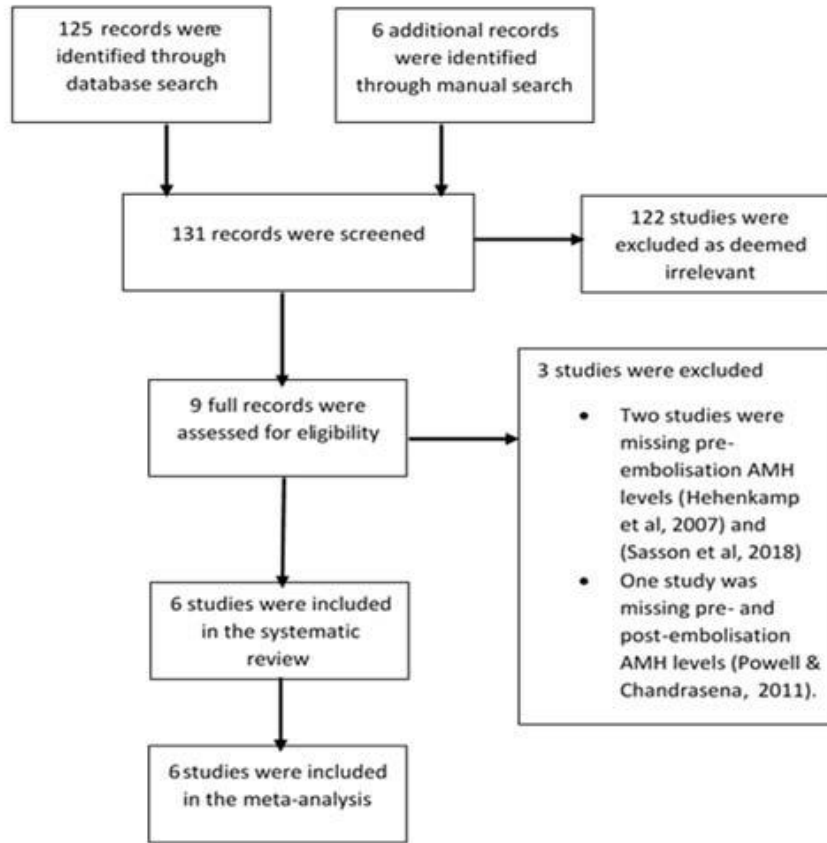 125 records were
identified through
database search
6 additional records
were identified
through manual search
131 records were screened
122 studies were
excluded as deemed
irrelevant
9 full records were
assessed for eligibility
3 studies were excluded
• Two studies were
missing pre-
embolisation AMH
levels (Hehenkamp
et al, 2007) and
(Sasson et al, 2018)
• One study was
missing pre- and
post-embolisation
AMH levels (Powell &
Chandrasena, 2011).
6 studies were included
in the systematic
review
6 studies were included
in the meta-analysis